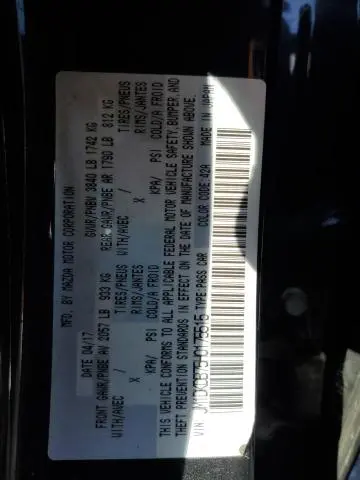 MFD. BY MAZDA MOTOR CORPORATION
DATE 04/17 GVWR/PNBV 3840 LB 1742 KG
FRONT GAWR/PNBE AV 2057 LB 933 KG REAR GAWR/PNBE AR 1790 LB 812 KG
WITH/AVEC / TIRES/PNEUS WITH/AVEC / TIRES/PNEUS
X RIMS/JANTES X RIMS/JANTES
KPA/ PSI COLD/A FROID KPA/ PSI COLD/A FROID
THIS VEHICLE CONFORMS TO ALL APPLICABLE FEDERAL MOTOR VEHICLE SAFETY, BUMPER, AND
THEFT PREVENTION STANDARDS IN EFFECT ON THE DATE OF MANUFACTURE SHOWN ABOVE.
VIN TYPE:PASS CAR COLOR CODE:42A MADE IN JAPAN